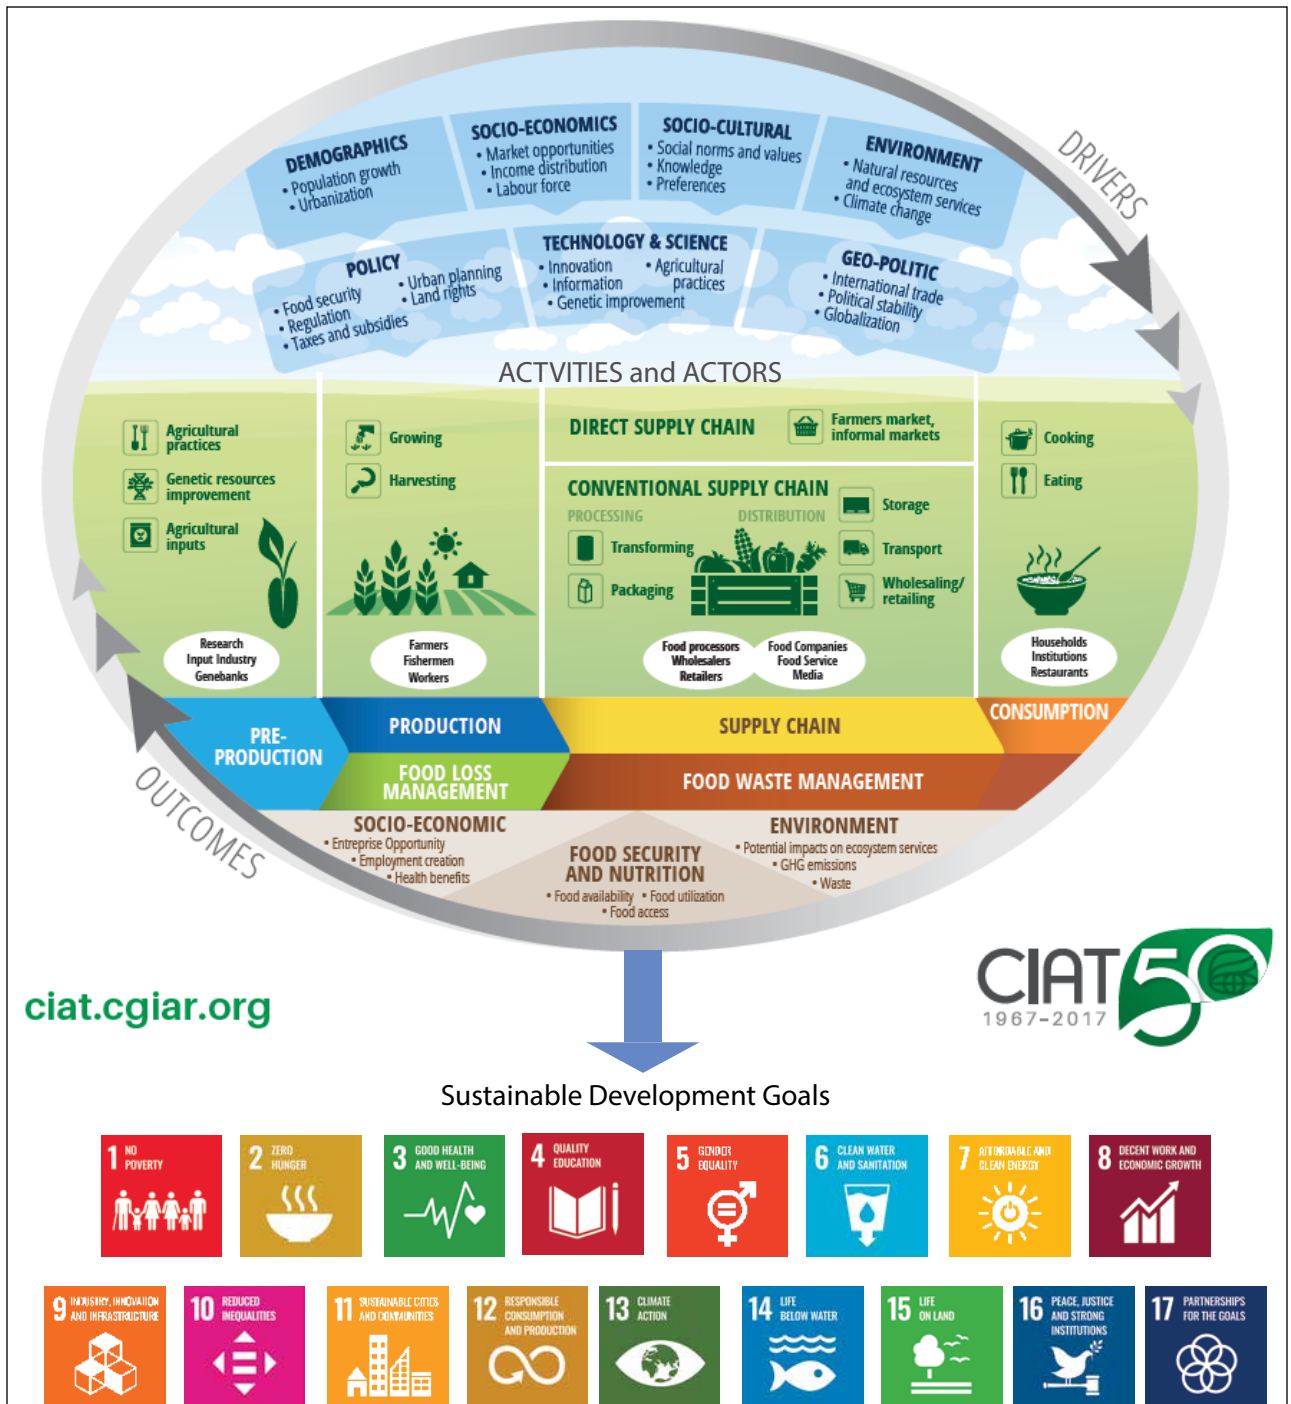 DRIVERS
DEMOGRAPHICS
• Population growth
• Urbanization
SOCIO-ECONOMICS
• Market opportunities
• Income distribution
• Labour force
SOCIO-CULTURAL
• Social norms and values
• Knowledge
• Preferences
ENVIRONMENT
• Natural resources
and ecosystem services
• Climate change
POLICY
• Food security
• Regulation
• Taxes and subsidies
• Urban planning
• Land rights
TECHNOLOGY & SCIENCE
• Innovation
• Information
• Genetic improvement
• Agricultural
practices
GEO-POLITIC
• International trade
• Political stability
• Globalization
ACTVITIES and ACTORS
Agricultural
practices
Genetic resources
improvement
Agricultural
inputs
Research
Input Industry
Genebanks
Growing
Harvesting
Farmers
Fishermen
Workers
DIRECT SUPPLY CHAIN
Farmers market,
informal markets
CONVENTIONAL SUPPLY CHAIN
PROCESSING
Transforming
Packaging
DISTRIBUTION
Storage
Transport
Wholesaling/
retailing
Food processors
Wholesalers
Retailers
Food Companies
Food Service
Media
Cooking
Eating
Households
Institutions
Restaurants
PRE-
PRODUCTION
PRODUCTION
SUPPLY CHAIN
CONSUMPTION
FOOD LOSS
MANAGEMENT
FOOD WASTE MANAGEMENT
OUTCOMES
SOCIO-ECONOMIC
• Entreprise Opportunity
• Employment creation
• Health benefits
FOOD SECURITY
AND NUTRITION
• Food availability • Food utilization
• Food access
ENVIRONMENT
• Potential impacts on ecosystem services
• GHG emissions
• Waste
ciat.cgiar.org
CIAT 50
1967–2017
Sustainable Development Goals
1 NO
POVERTY
2 ZERO
HUNGER
3 GOOD HEALTH
AND WELL-BEING
4 QUALITY
EDUCATION
5 GENDER
EQUALITY
6 CLEAN WATER
AND SANITATION
7 AFFORDABLE AND
CLEAN ENERGY
8 DECENT WORK AND
ECONOMIC GROWTH
9 INDUSTRY, INNOVATION
AND INFRASTRUCTURE
10 REDUCED
INEQUALITIES
11 SUSTAINABLE CITIES
AND COMMUNITIES
12 RESPONSIBLE
CONSUMPTION
AND PRODUCTION
13 CLIMATE
ACTION
14 LIFE
BELOW WATER
15 LIFE
ON LAND
16 PEACE, JUSTICE
AND STRONG
INSTITUTIONS
17 PARTNERSHIPS
FOR THE GOALS